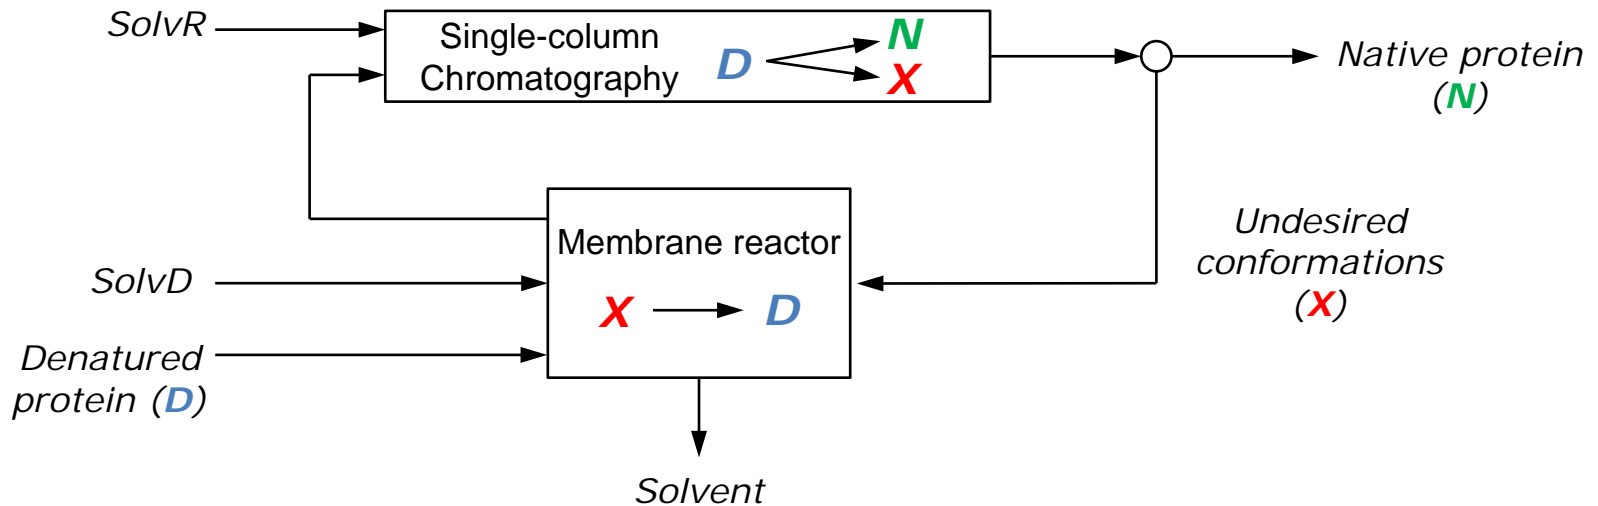 SolvR
Single-column
Chromatography
D
N
X
Native protein
(N)
Membrane reactor
X
D
SolvD
Denatured
protein (D)
Undesired
conformations
(X)
Solvent